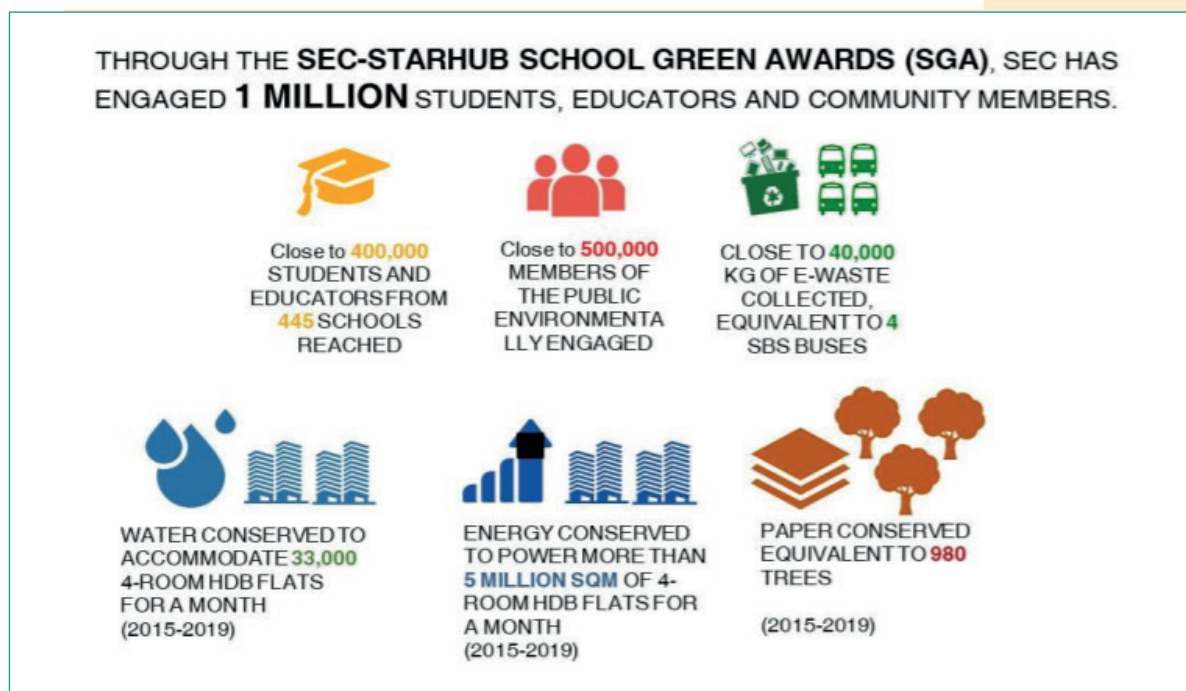 THROUGH THE SEC-STARHUB SCHOOL GREEN AWARDS (SGA), SEC HAS
ENGAGED 1 MILLION STUDENTS, EDUCATORS AND COMMUNITY MEMBERS.
Close to 400,000
STUDENTS AND
EDUCATORS FROM
445 SCHOOLS
REACHED
Close to 500,000
MEMBERS OF
THE PUBLIC
ENVIRONMENTA
LLY ENGAGED
CLOSE TO 40,000
KG OF E-WASTE
COLLECTED,
EQUIVALENT TO 4
SBS BUSES
WATER CONSERVED TO
ACCOMMODATE 33,000
4-ROOM HDB FLATS
FOR A MONTH
(2015-2019)
ENERGY CONSERVED
TO POWER MORE THAN
5 MILLION SQM OF 4-
ROOM HDB FLATS FOR
A MONTH
(2015-2019)
PAPER CONSERVED
EQUIVALENT TO 980
TREES
(2015-2019)